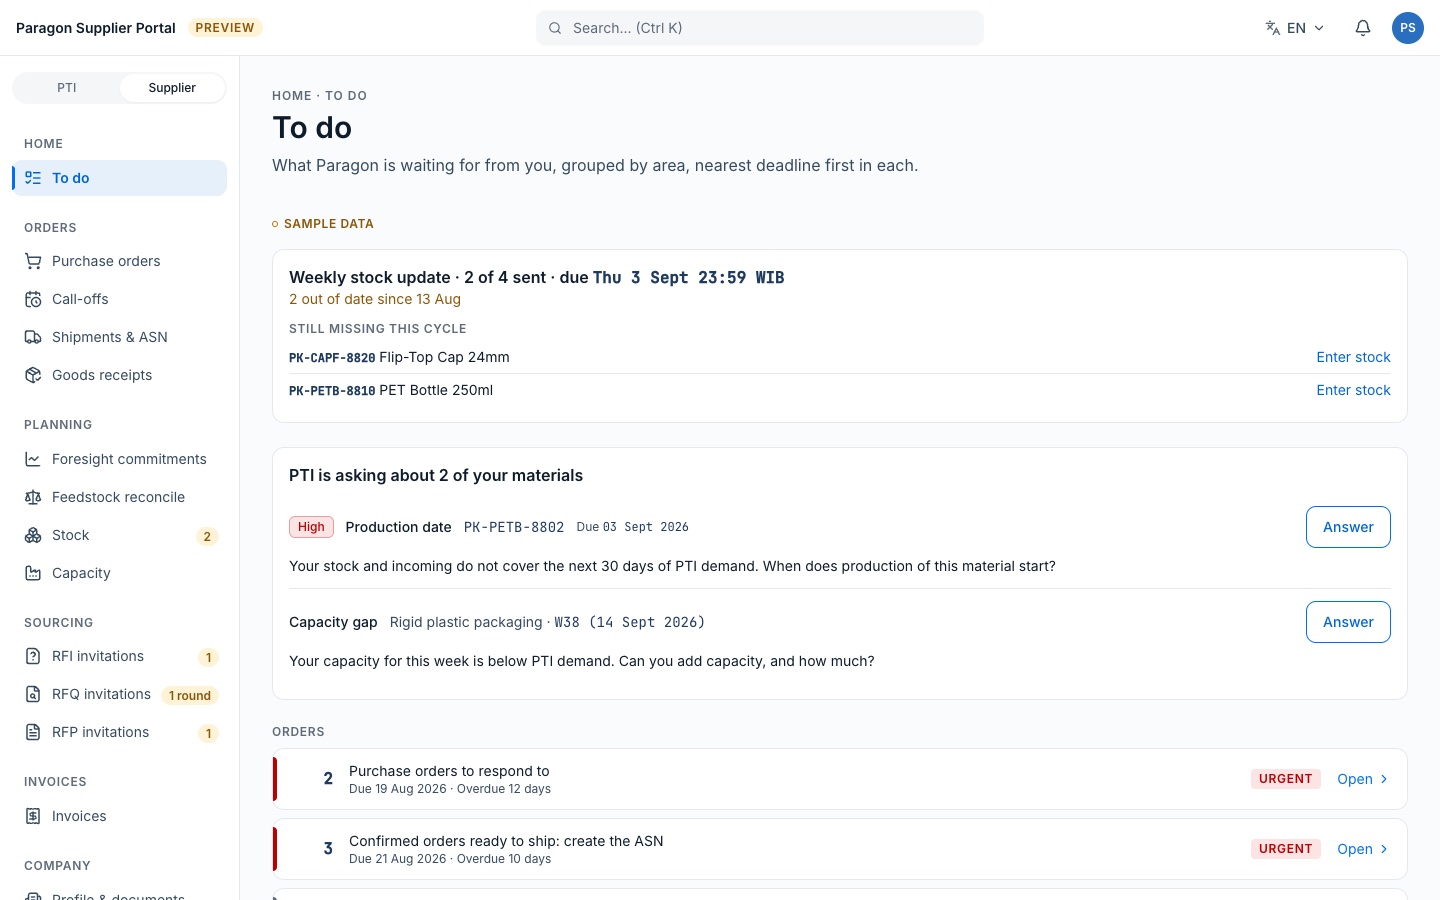 Paragon Supplier Portal PREVIEW
Search... (Ctrl K)
EN
PS
PTI
Supplier
HOME
To do
ORDERS
Purchase orders
Call-offs
Shipments & ASN
Goods receipts
PLANNING
Foresight commitments
Feedstock reconcile
Stock 2
Capacity
SOURCING
RFI invitations 1
RFQ invitations 1 round
RFP invitations 1
INVOICES
Invoices
COMPANY
Profile & documents
HOME · TO DO
To do
What Paragon is waiting for from you, grouped by area, nearest deadline first in each.
SAMPLE DATA
Weekly stock update · 2 of 4 sent · due Thu 3 Sept 23:59 WIB
2 out of date since 13 Aug
STILL MISSING THIS CYCLE
PK-CAPF-8820 Flip-Top Cap 24mm Enter stock
PK-PETB-8810 PET Bottle 250ml Enter stock
PTI is asking about 2 of your materials
High Production date PK-PETB-8802 Due 03 Sept 2026 Answer
Your stock and incoming do not cover the next 30 days of PTI demand. When does production of this material start?
Capacity gap Rigid plastic packaging · W38 (14 Sept 2026) Answer
Your capacity for this week is below PTI demand. Can you add capacity, and how much?
ORDERS
2 Purchase orders to respond to URGENT Open
Due 19 Aug 2026 · Overdue 12 days
3 Confirmed orders ready to ship: create the ASN URGENT Open
Due 21 Aug 2026 · Overdue 10 days